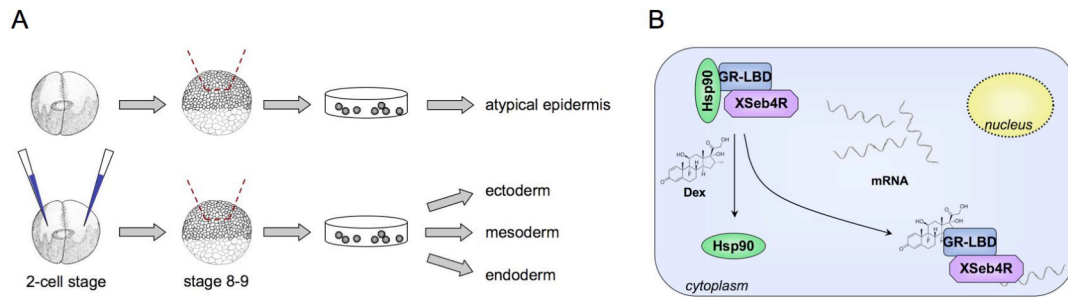 A
atypical epidermis
ectoderm
mesoderm
endoderm
2-cell stage
stage 8-9
B
Hsp90
GR-LBD
XSeb4R
nucleus
mRNA
Dex
Hsp90
GR-LBD
XSeb4R
cytoplasm